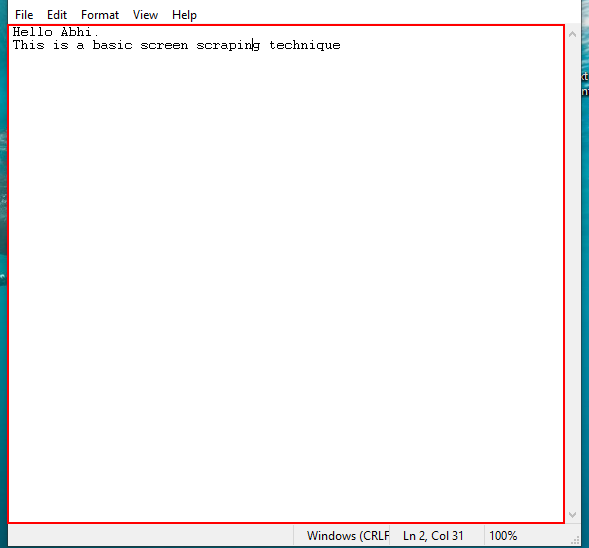 File Edit Format View Help
Hello Abhi.
This is a basic screen scraping technique
Windows (CRLF
Ln 2, Col 31
100%